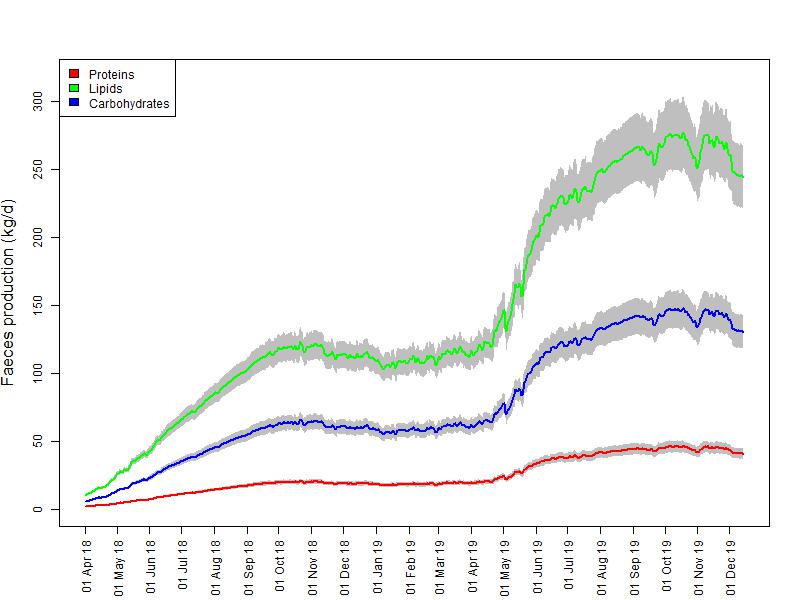 Proteins
Lipids
Carbohydrates
Faeces production (kg/d)
300
250
200
150
100
50
0
01 Apr 18
01 May 18
01 Jun 18
01 Jul 18
01 Aug 18
01 Sep 18
01 Oct 18
01 Nov 18
01 Dec 18
01 Jan 19
01 Feb 19
01 Mar 19
01 Apr 19
01 May 19
01 Jun 19
01 Jul 19
01 Aug 19
01 Sep 19
01 Oct 19
01 Nov 19
01 Dec 19